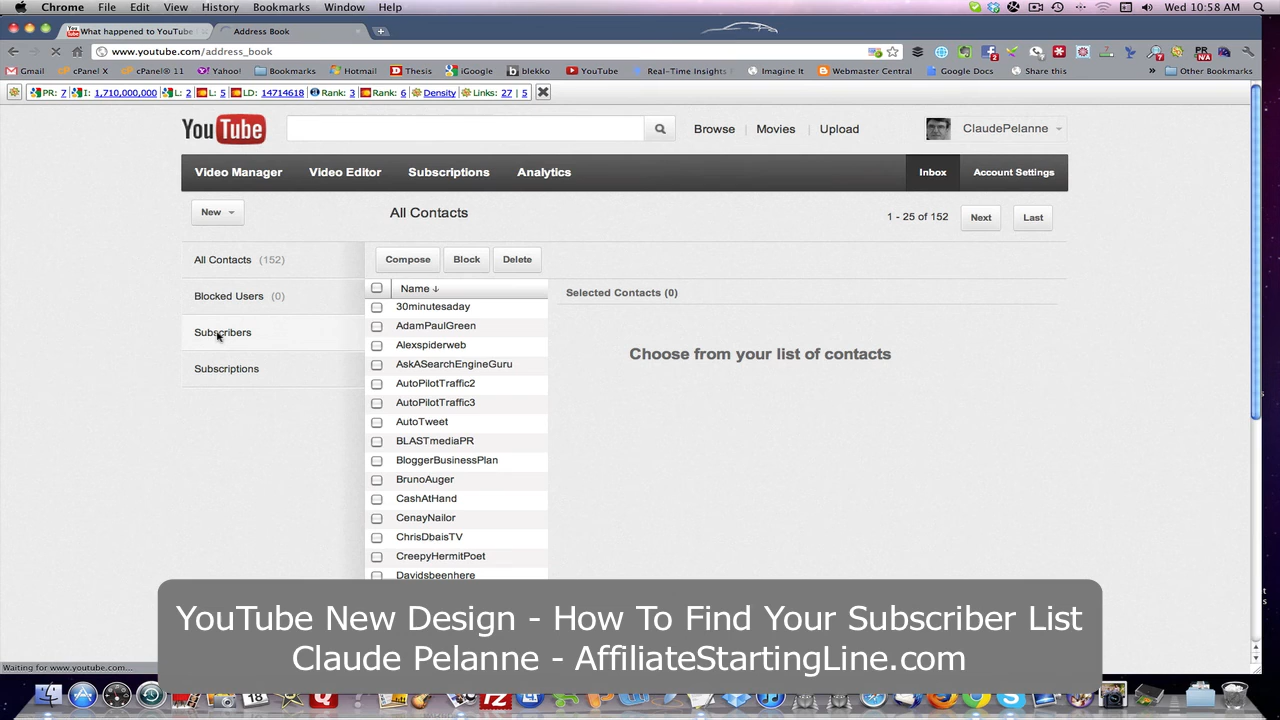 Chrome File Edit View History Bookmarks Window Help Wed 10:58 AM
What happened to YouTube Address Book
www.youtube.com/address_book
Gmail cPanel X cPanel® 11 Yahoo! Bookmarks Hotmail Thesis iGoogle blekko YouTube Real-Time Insights Imagine It Webmaster Central Google Docs Share this » Other Bookmarks
PR: 7 I: 1,710,000,000 L: 2 L: 5 LD: 14714618 Rank: 3 Rank: 6 Density Links: 27 | 5
YouTube Browse Movies Upload ClaudePelanne
Video Manager Video Editor Subscriptions Analytics Inbox Account Settings
New All Contacts 1 - 25 of 152 Next Last
All Contacts (152)
Blocked Users (0)
Subscribers
Subscriptions
Compose Block Delete
Name ↓
30minutesaday
AdamPaulGreen
Alexspiderweb
AskASearchEngineGuru
AutoPilotTraffic2
AutoPilotTraffic3
AutoTweet
BLASTmediaPR
BloggerBusinessPlan
BrunoAuger
CashAtHand
CenayNailor
ChrisDbaisTV
CreepyHermitPoet
Davidsbeenhere
Selected Contacts (0)
Choose from your list of contacts
YouTube New Design - How To Find Your Subscriber List
Claude Pelanne - AffiliateStartingLine.com
Waiting for www.youtube.com...